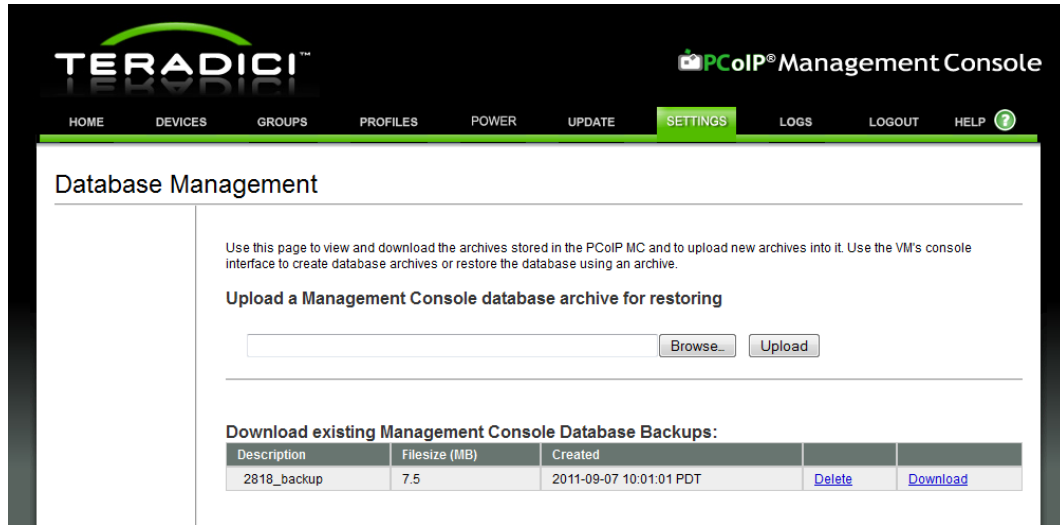 TERADICI™
PCoIP® Management Console
HOME DEVICES GROUPS PROFILES POWER UPDATE SETTINGS LOGS LOGOUT HELP ?
Database Management
Use this page to view and download the archives stored in the PCoIP MC and to upload new archives into it. Use the VM's console
interface to create database archives or restore the database using an archive.
Upload a Management Console database archive for restoring
Browse... Upload
Download existing Management Console Database Backups:
Description Filesize (MB) Created
2818_backup 7.5 2011-09-07 10:01:01 PDT Delete Download